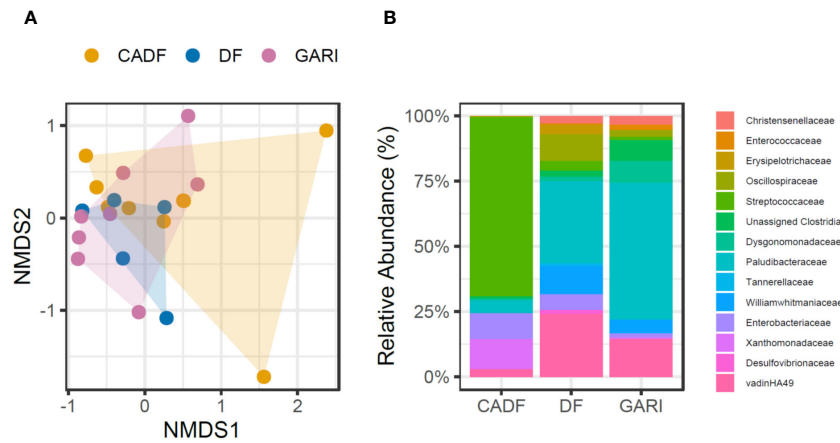 A
B
CADF DF GARI
1
0
-1
NMDS2
-1 0 1 2
NMDS1
100%
75%
50%
25%
0%
Relative Abundance (%)
CADF DF GARI
Christensenellaceae
Enterococcaceae
Erysipelotrichaceae
Oscillospiraceae
Streptococcaceae
Unassigned Clostridia
Dysgonomonadaceae
Paludibacteraceae
Tannerellaceae
Williamwhitmaniaceae
Enterobacteriaceae
Xanthomonadaceae
Desulfovibrionaceae
vadinHA49